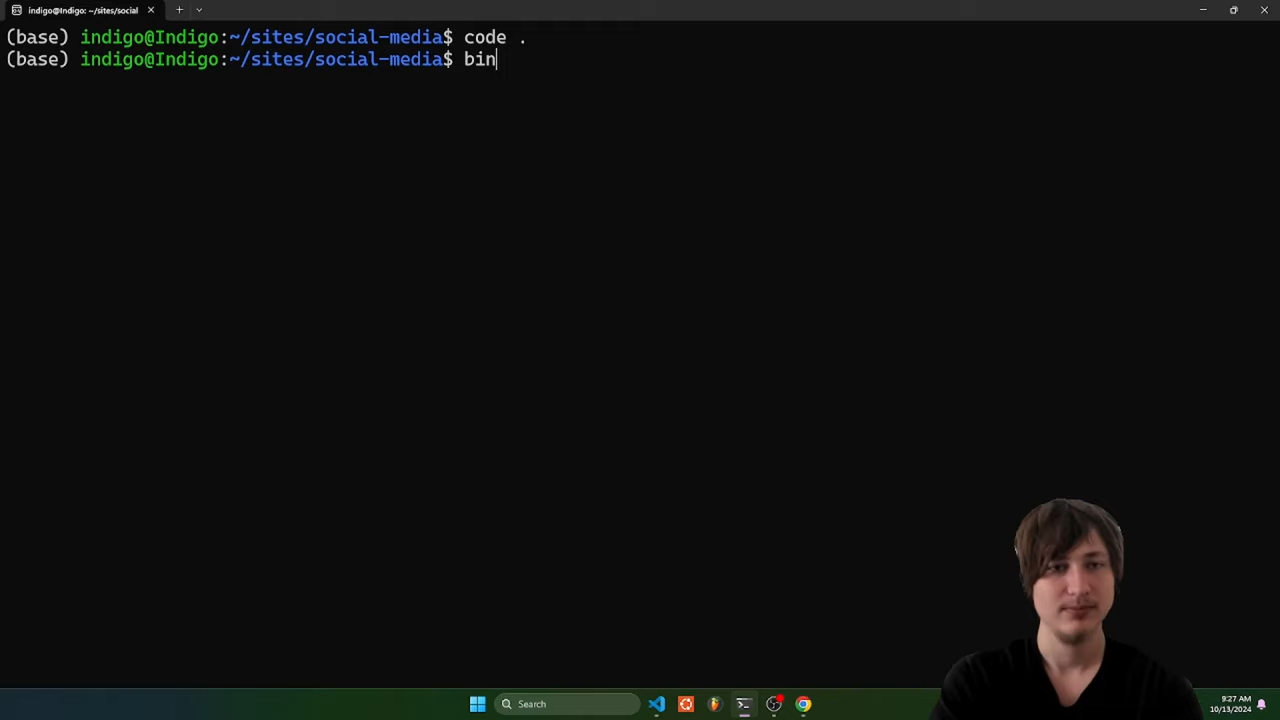 indigo@Indigo: ~/sites/social
(base) indigo@Indigo:~/sites/social-media$ code .
(base) indigo@Indigo:~/sites/social-media$ bin
Search
9:27 AM
10/13/2024